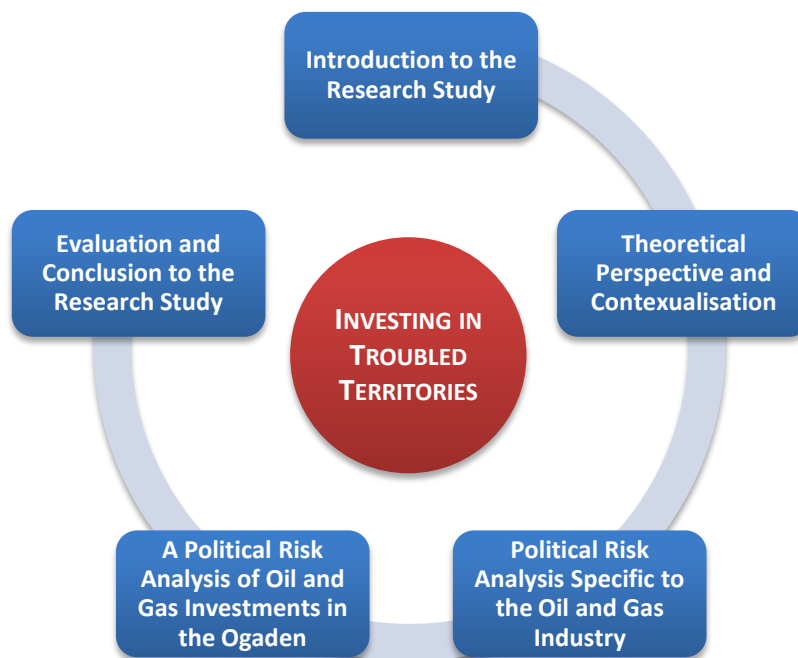 Introduction to the
Research Study
Theoretical
Perspective and
Contexualisation
Political Risk
Analysis Specific to
the Oil and Gas
Industry
A Political Risk
Analysis of Oil and
Gas Investments in
the Ogaden
Evaluation and
Conclusion to the
Research Study
INVESTING IN
TROUBLED
TERRITORIES